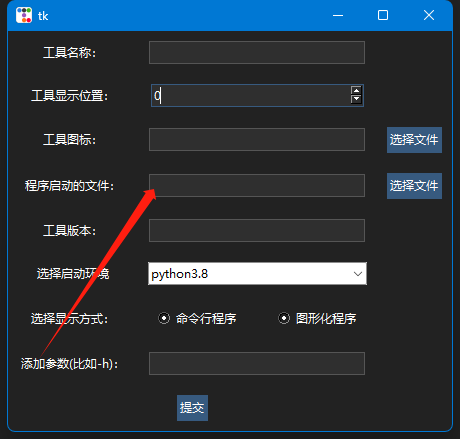 tk
工具名称：
工具显示位置： 0
工具图标： 选择文件
程序启动的文件： 选择文件
工具版本：
选择启动环境 python3.8
选择显示方式： 命令行程序 图形化程序
添加参数(比如-h)：
提交